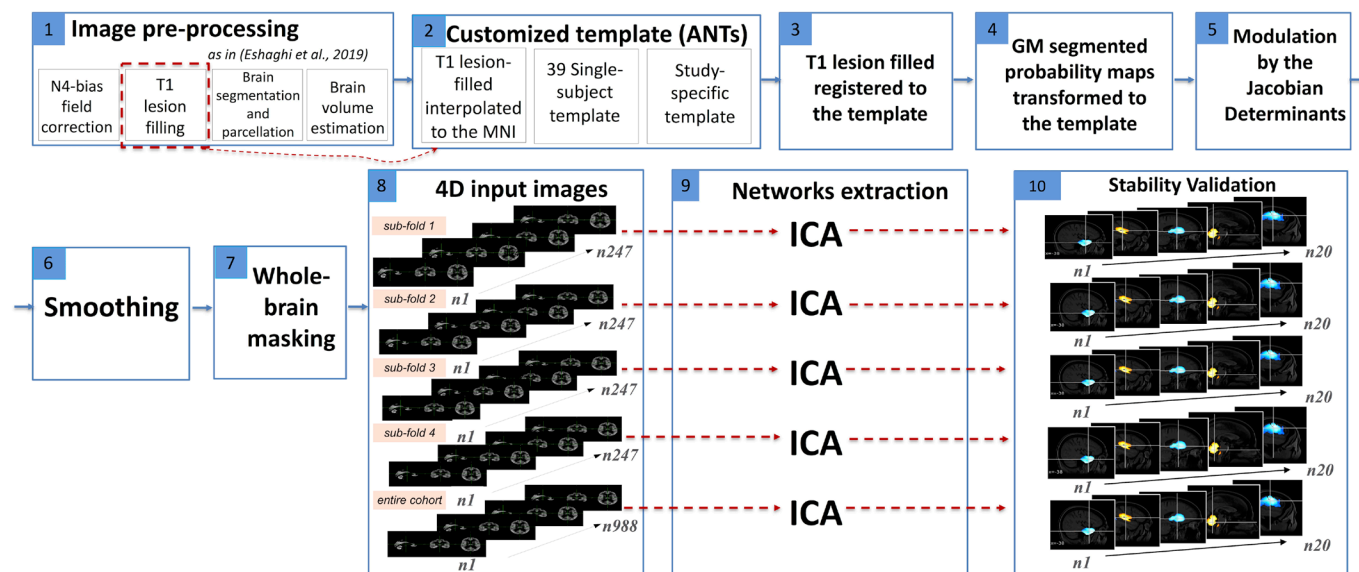 1
Image pre-processing
as in (Eshaghi et al., 2019)
N4-bias
field
correction
T1
lesion
filling
Brain
segmentation
and
parcellation
Brain
volume
estimation
2
Customized template (ANTs)
T1 lesion-
filled
interpolated
to the MNI
39 Single-
subject
template
Study-
specific
template
3
T1 lesion filled
registered to
the template
4
GM segmented
probability maps
transformed to
the template
5
Modulation
by the
Jacobian
Determinants
6
Smoothing
7
Whole-
brain
masking
8
4D input images
sub-fold 1
n1
n247
sub-fold 2
n1
n247
sub-fold 3
n1
n247
sub-fold 4
n1
n247
entire cohort
n1
n988
9
Networks extraction
ICA
ICA
ICA
ICA
ICA
10
Stability Validation
n1
n20
n1
n20
n1
n20
n1
n20
n1
n20